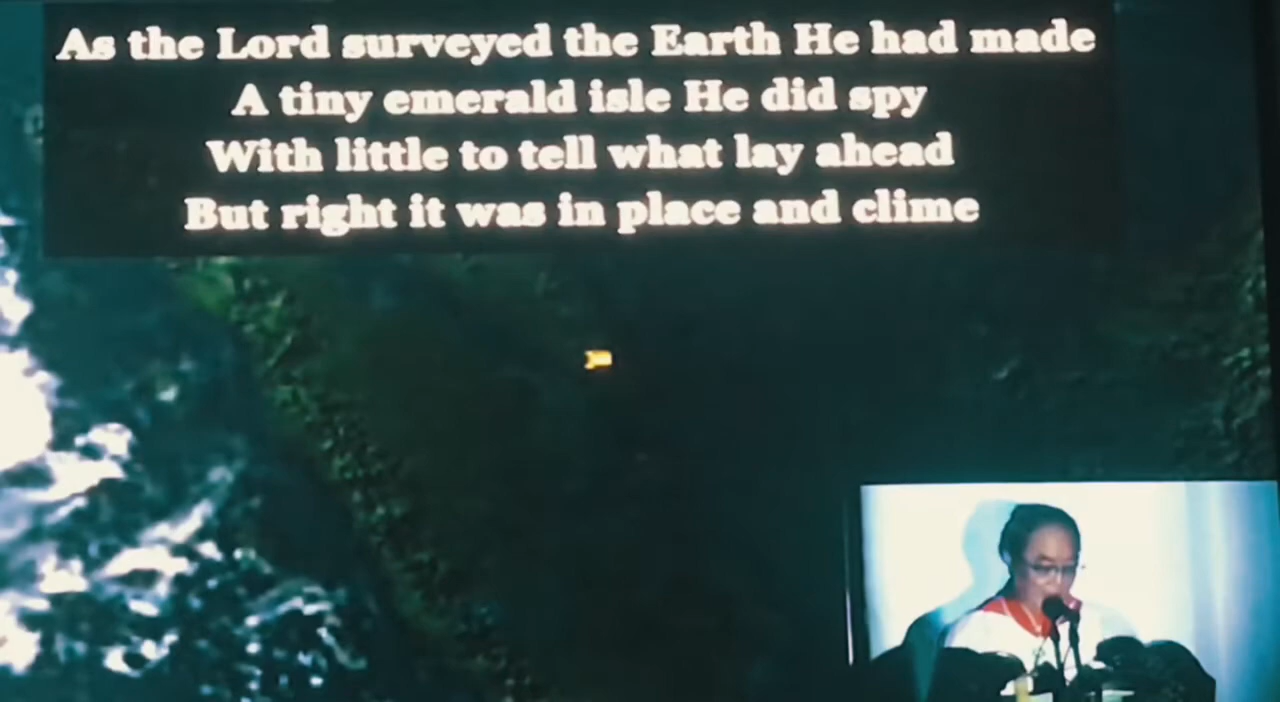 As the Lord surveyed the Earth He had made
A tiny emerald isle He did spy
With little to tell what lay ahead
But right it was in place and clime